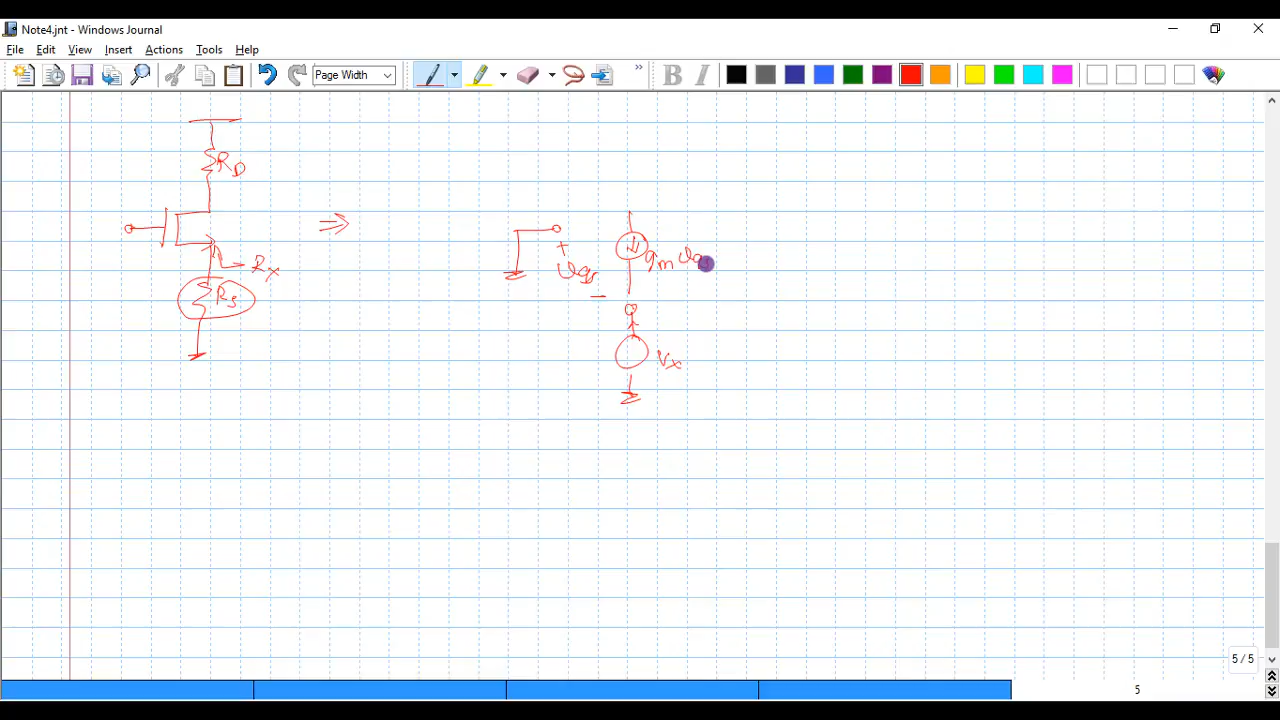 Note4.jnt - Windows Journal
File Edit View Insert Actions Tools Help
Page Width
B I
RD
Rx
Rs
⇒
+
vgs
−
gm vgs
Vx
5 / 5
5